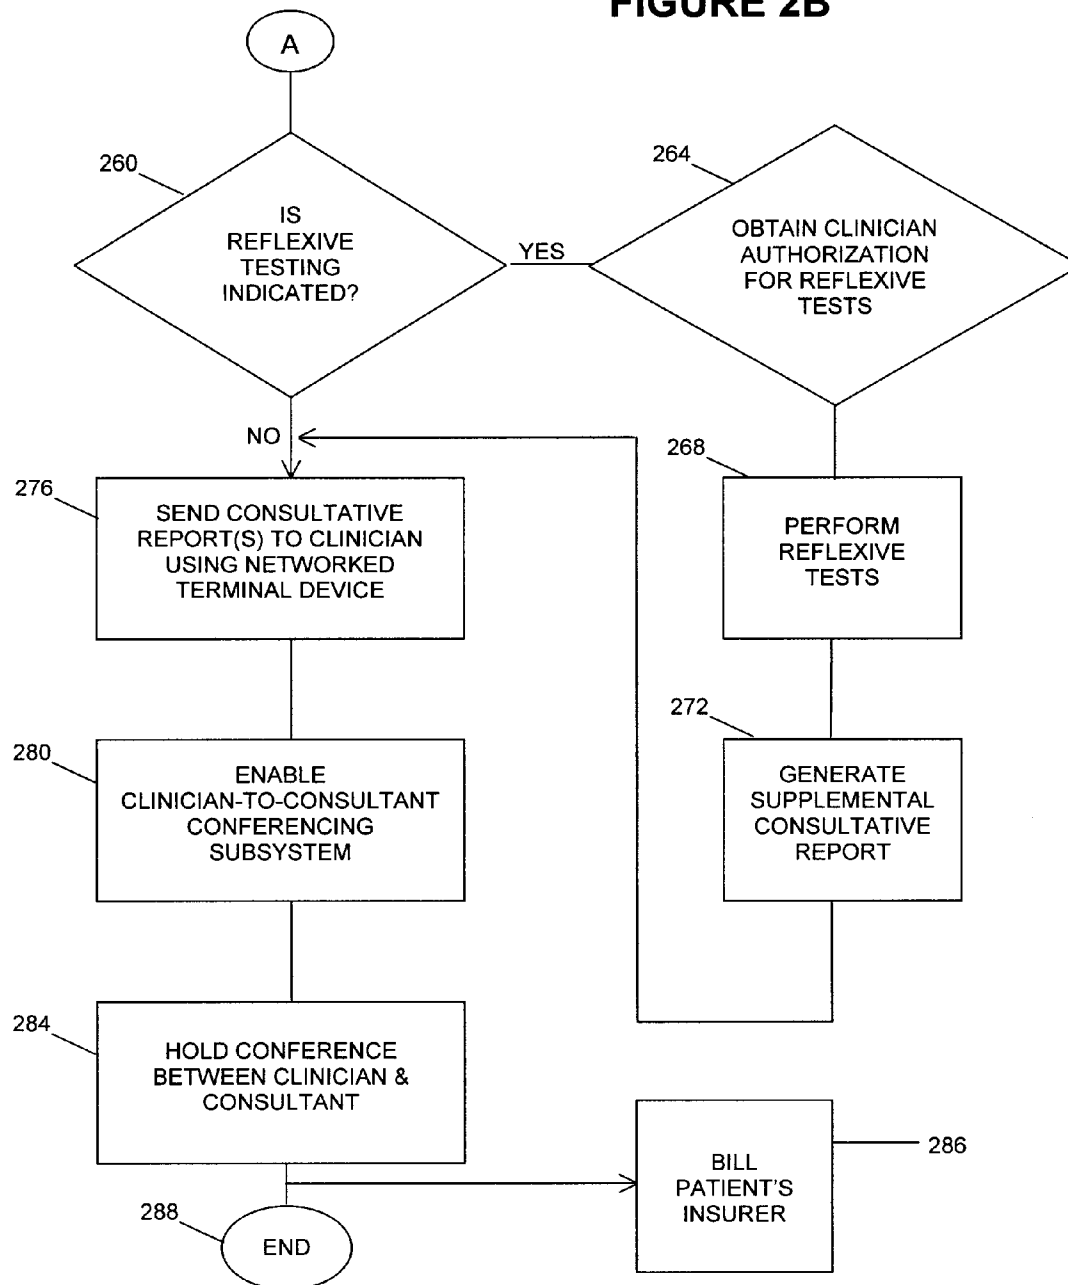 FIGURE 2B
A
260
IS
REFLEXIVE
TESTING
INDICATED?
YES
264
OBTAIN CLINICIAN
AUTHORIZATION
FOR REFLEXIVE
TESTS
NO
276
SEND CONSULTATIVE
REPORT(S) TO CLINICIAN
USING NETWORKED
TERMINAL DEVICE
268
PERFORM
REFLEXIVE
TESTS
280
ENABLE
CLINICIAN-TO-CONSULTANT
CONFERENCING
SUBSYSTEM
272
GENERATE
SUPPLEMENTAL
CONSULTATIVE
REPORT
284
HOLD CONFERENCE
BETWEEN CLINICIAN &
CONSULTANT
286
BILL
PATIENT'S
INSURER
288
END